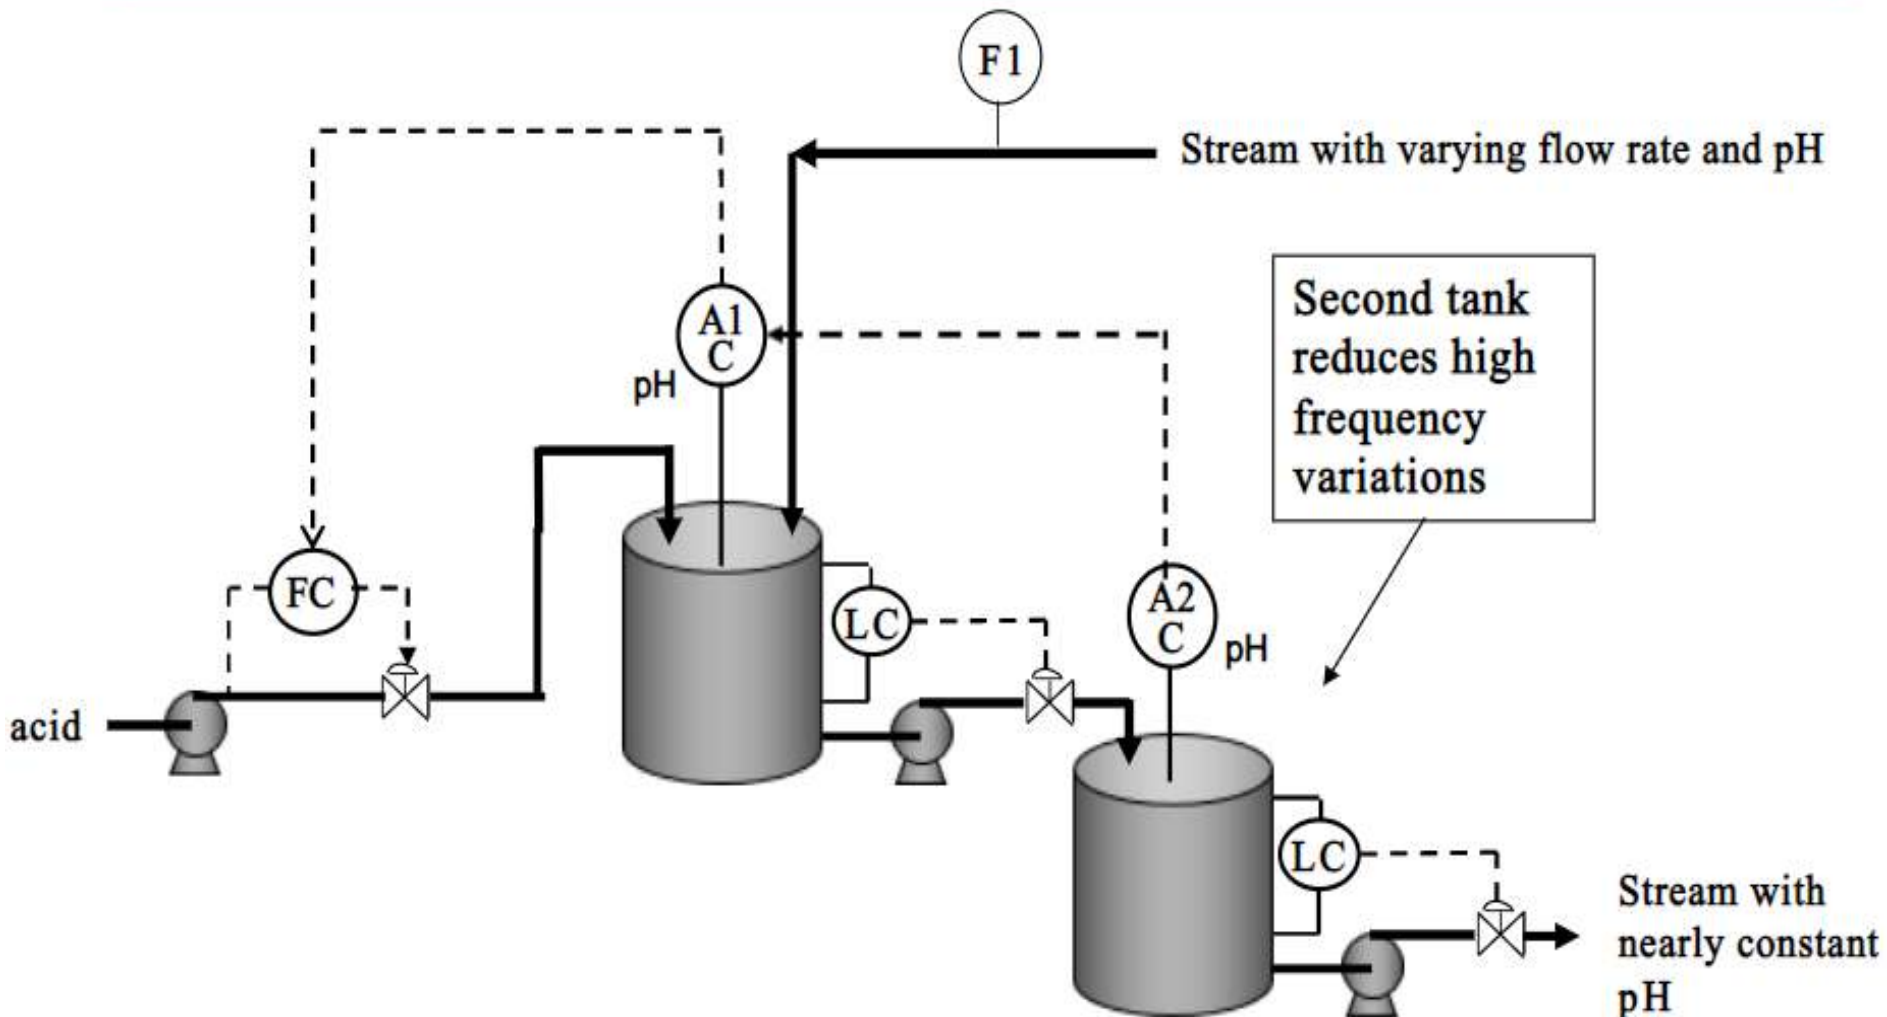 F1
Stream with varying flow rate and pH
A1
C
pH
Second tank
reduces high
frequency
variations
FC
LC
A2
C
pH
acid
LC
Stream with
nearly constant
pH